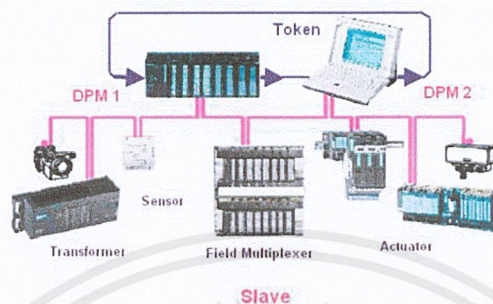 Token
DPM 1
DPM 2
Sensor
Transformer
Field Multiplexer
Actuator
Slave